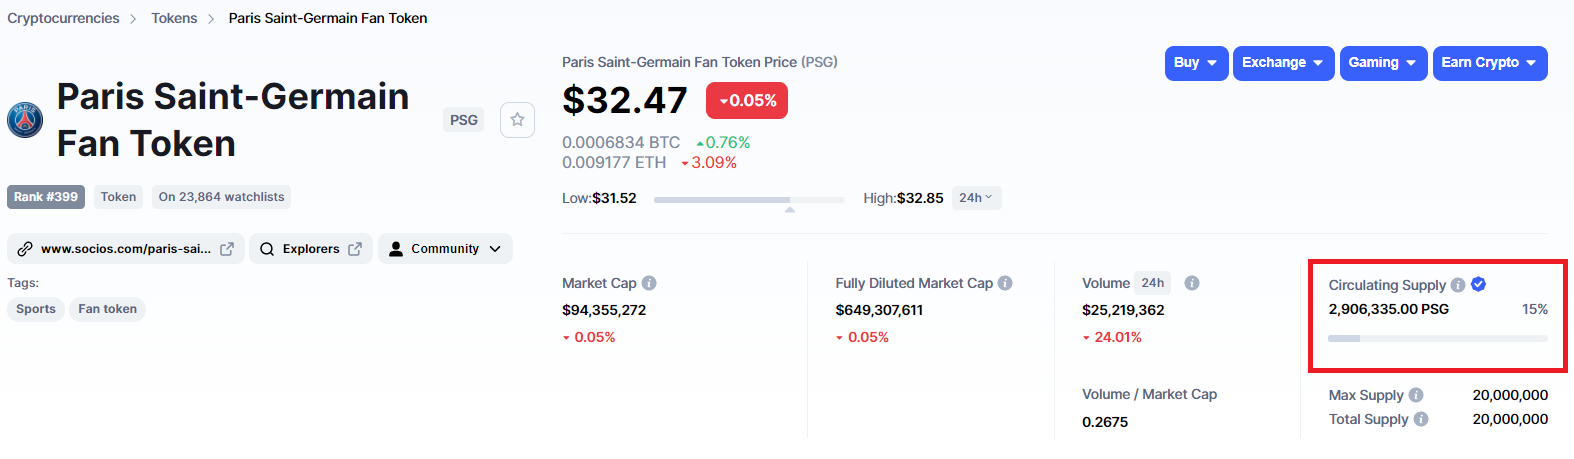 Cryptocurrencies > Tokens > Paris Saint-Germain Fan Token
Paris Saint-Germain Fan Token
PSG
Rank #399 Token On 23,864 watchlists
www.socios.com/paris-sai... Explorers Community
Tags:
Sports Fan token
Paris Saint-Germain Fan Token Price (PSG)
$32.47 0.05%
0.0006834 BTC 0.76%
0.009177 ETH 3.09%
Low:$31.52 High:$32.85 24h
Buy Exchange Gaming Earn Crypto
Market Cap
$94,355,272
0.05%
Fully Diluted Market Cap
$649,307,611
0.05%
Volume 24h
$25,219,362
24.01%
Volume / Market Cap
0.2675
Circulating Supply
2,906,335.00 PSG 15%
Max Supply 20,000,000
Total Supply 20,000,000